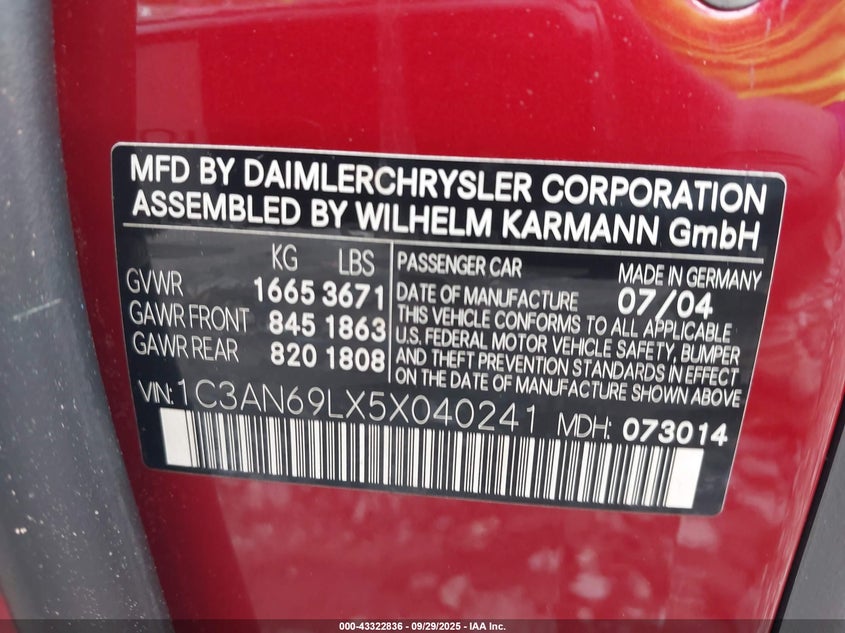 MFD BY DAIMLERCHRYSLER CORPORATION
ASSEMBLED BY WILHELM KARMANN GmbH
KG LBS
GVWR 1665 3671
GAWR FRONT 845 1863
GAWR REAR 820 1808
PASSENGER CAR MADE IN GERMANY
DATE OF MANUFACTURE 07/04
THIS VEHICLE CONFORMS TO ALL APPLICABLE
U.S. FEDERAL MOTOR VEHICLE SAFETY, BUMPER
AND THEFT PREVENTION STANDARDS IN EFFECT
ON THE DATE OF MANUFACTURE SHOWN ABOVE
VIN: 1C3AN69LX5X040241 MDH: 073014
000-43322836 - 09/29/2025 - IAA Inc.